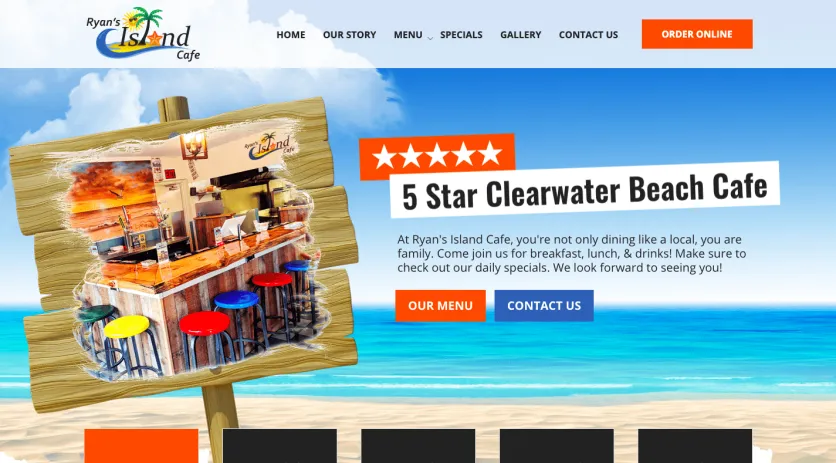 Ryan's
Island
Cafe
HOME OUR STORY MENU SPECIALS GALLERY CONTACT US ORDER ONLINE
Ryan's
Island
Cafe
5 Star Clearwater Beach Cafe
At Ryan's Island Cafe, you're not only dining like a local, you are
family. Come join us for breakfast, lunch, & drinks! Make sure to
check out our daily specials. We look forward to seeing you!
OUR MENU CONTACT US